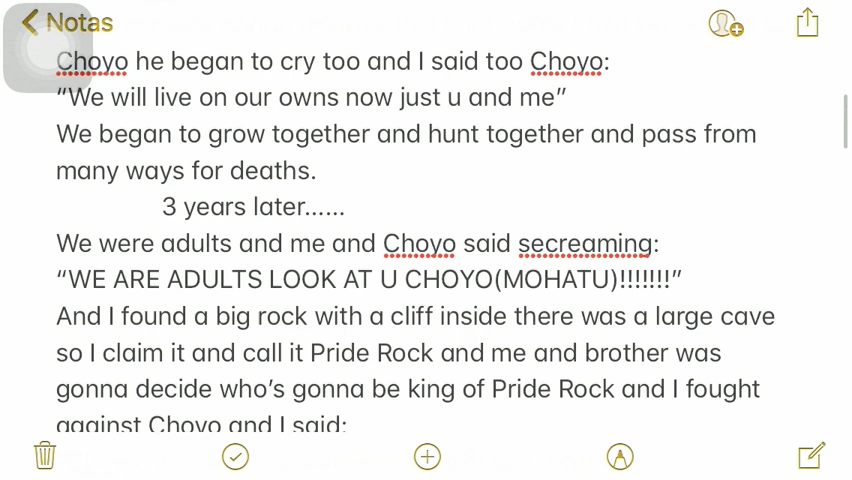 Notas
Choyo he began to cry too and I said too Choyo:
“We will live on our owns now just u and me”
We began to grow together and hunt together and pass from
many ways for deaths.
3 years later......
We were adults and me and Choyo said secreaming:
“WE ARE ADULTS LOOK AT U CHOYO(MOHATU)!!!!!!!”
And I found a big rock with a cliff inside there was a large cave
so I claim it and call it Pride Rock and me and brother was
gonna decide who’s gonna be king of Pride Rock and I fought
against Choyo and I said: